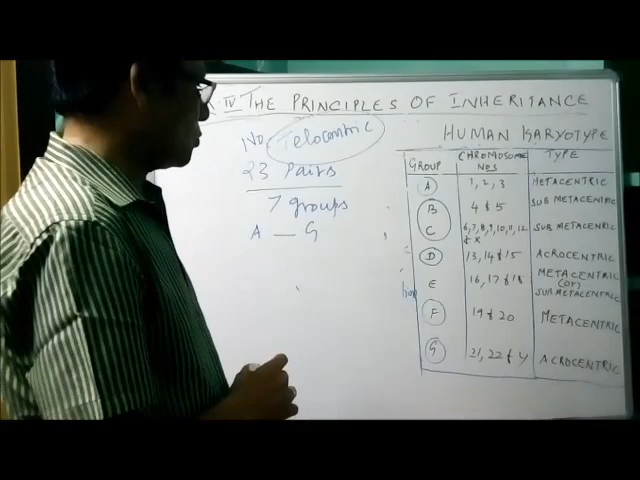 IV THE PRINCIPLES OF INHERITANCE
No Telocentric
23 Pairs
7 groups
A — G
HUMAN KARYOTYPE
GROUP CHROMOSOME NOS TYPE
A 1, 2, 3 METACENTRIC
B 4 & 5 SUB METACENTRIC
C 6, 7, 8, 9, 10, 11, 12 & X SUB METACENTRIC
D 13, 14 & 15 ACROCENTRIC
E 16, 17 & 18 METACENTRIC (OR) SUB METACENTRIC
F 19 & 20 METACENTRIC
G 21, 22 & Y ACROCENTRIC